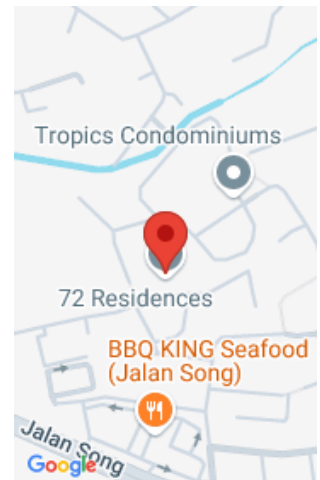 Tropics Condominiums
72 Residences
BBQ KING Seafood
(Jalan Song)
Jalan Song
Google